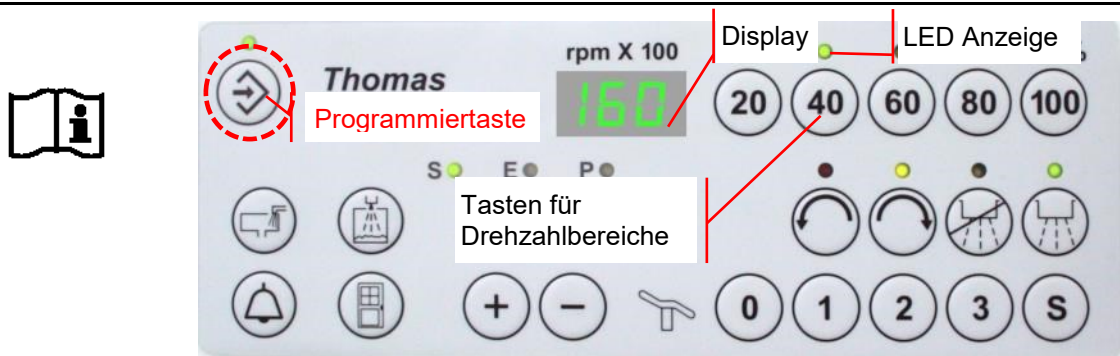 rpm X 100
Display
LED Anzeige
%
Thomas
160
20 40 60 80 100
Programmiertaste
S E P
Tasten für
Drehzahlbereiche
+ − 0 1 2 3 S
i